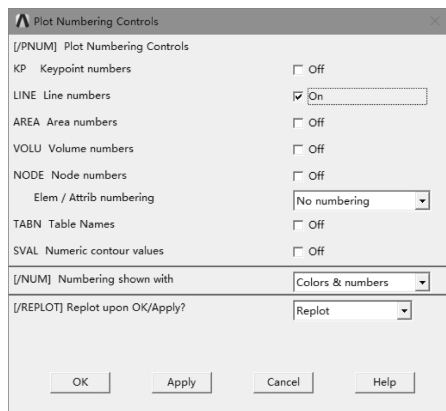 Plot Numbering Controls
[/PNUM] Plot Numbering Controls
KP Keypoint numbers Off
LINE Line numbers On
AREA Area numbers Off
VOLU Volume numbers Off
NODE Node numbers Off
Elem / Attrib numbering No numbering
TABN Table Names Off
SVAL Numeric contour values Off
[/NUM] Numbering shown with Colors & numbers
[/REPLOT] Replot upon OK/Apply? Replot
OK Apply Cancel Help